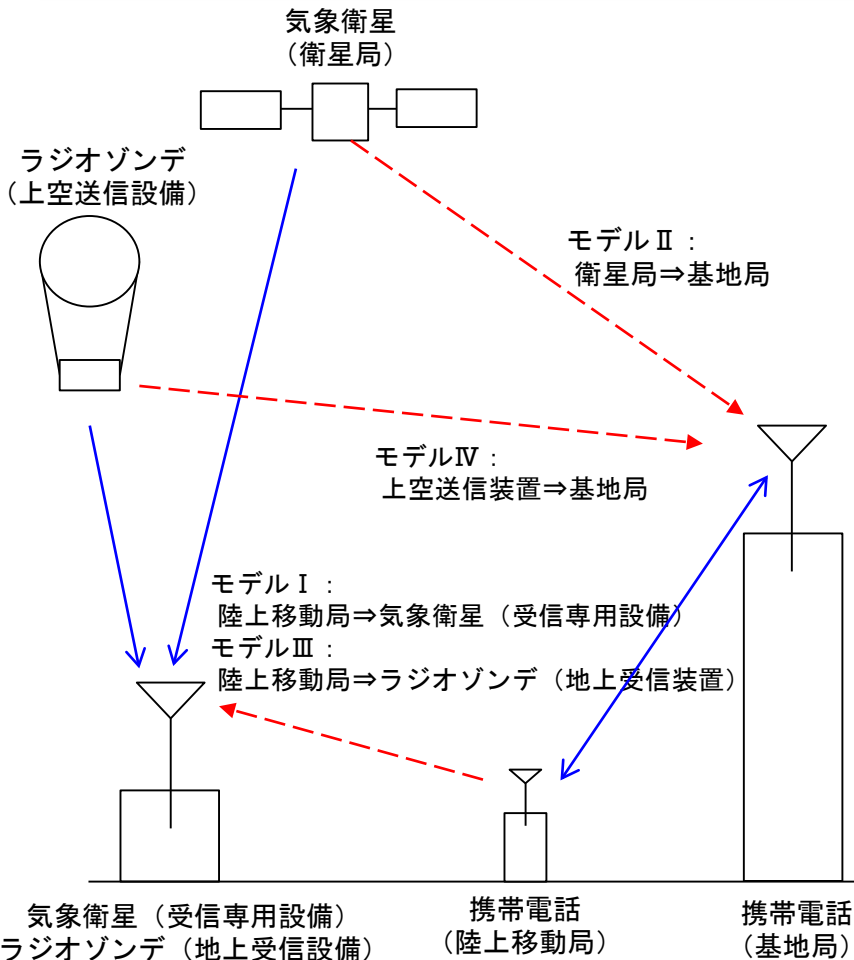 気象衛星
（衛星局）
ラジオゾンデ
（上空送信設備）
モデルⅡ：
衛星局⇒基地局
モデルⅣ：
上空送信装置⇒基地局
モデルⅠ：
陸上移動局⇒気象衛星（受信専用設備）
モデルⅢ：
陸上移動局⇒ラジオゾンデ（地上受信装置）
気象衛星（受信専用設備）
ラジオゾンデ（地上受信設備）
携帯電話
（陸上移動局）
携帯電話
（基地局）